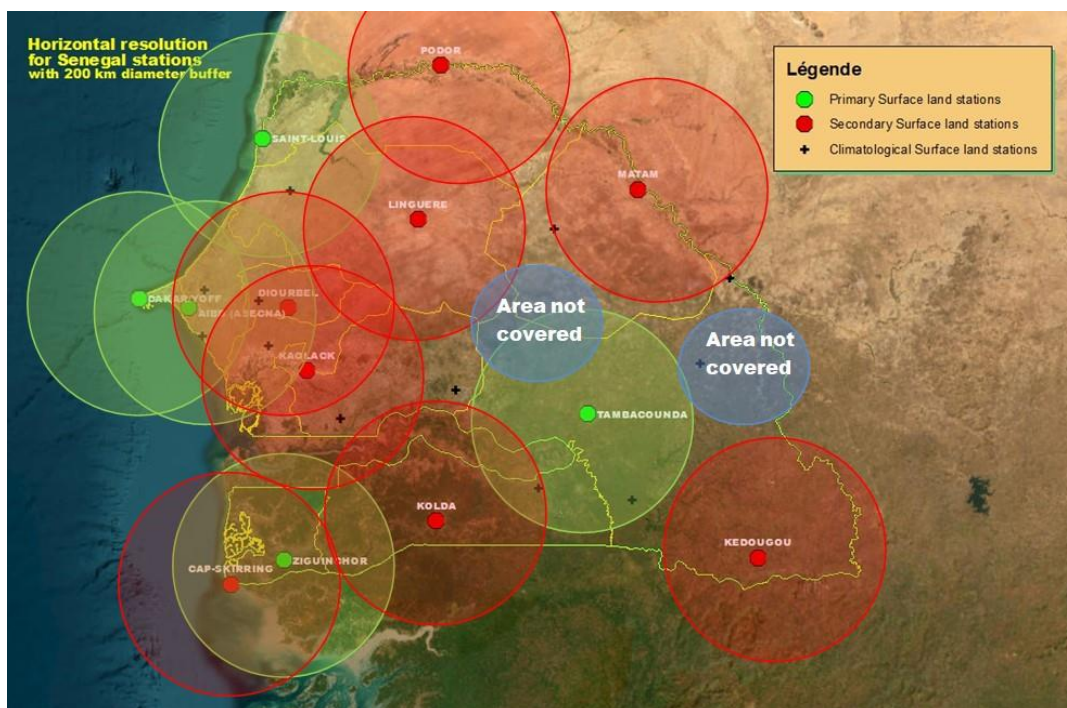 Horizontal resolution
for Senegal stations
with 200 km diameter buffer
Légende
Primary Surface land stations
Secondary Surface land stations
Climatological Surface land stations
PODOR
SAINT-LOUIS
MATAM
LINGUERE
DAKAR/YOFF
DIOURBEL
AIBD (ASECNA)
Area not
covered
Area not
covered
KAOLACK
TAMBACOUNDA
KOLDA
KEDOUGOU
ZIGUINCHOR
CAP-SKIRRING